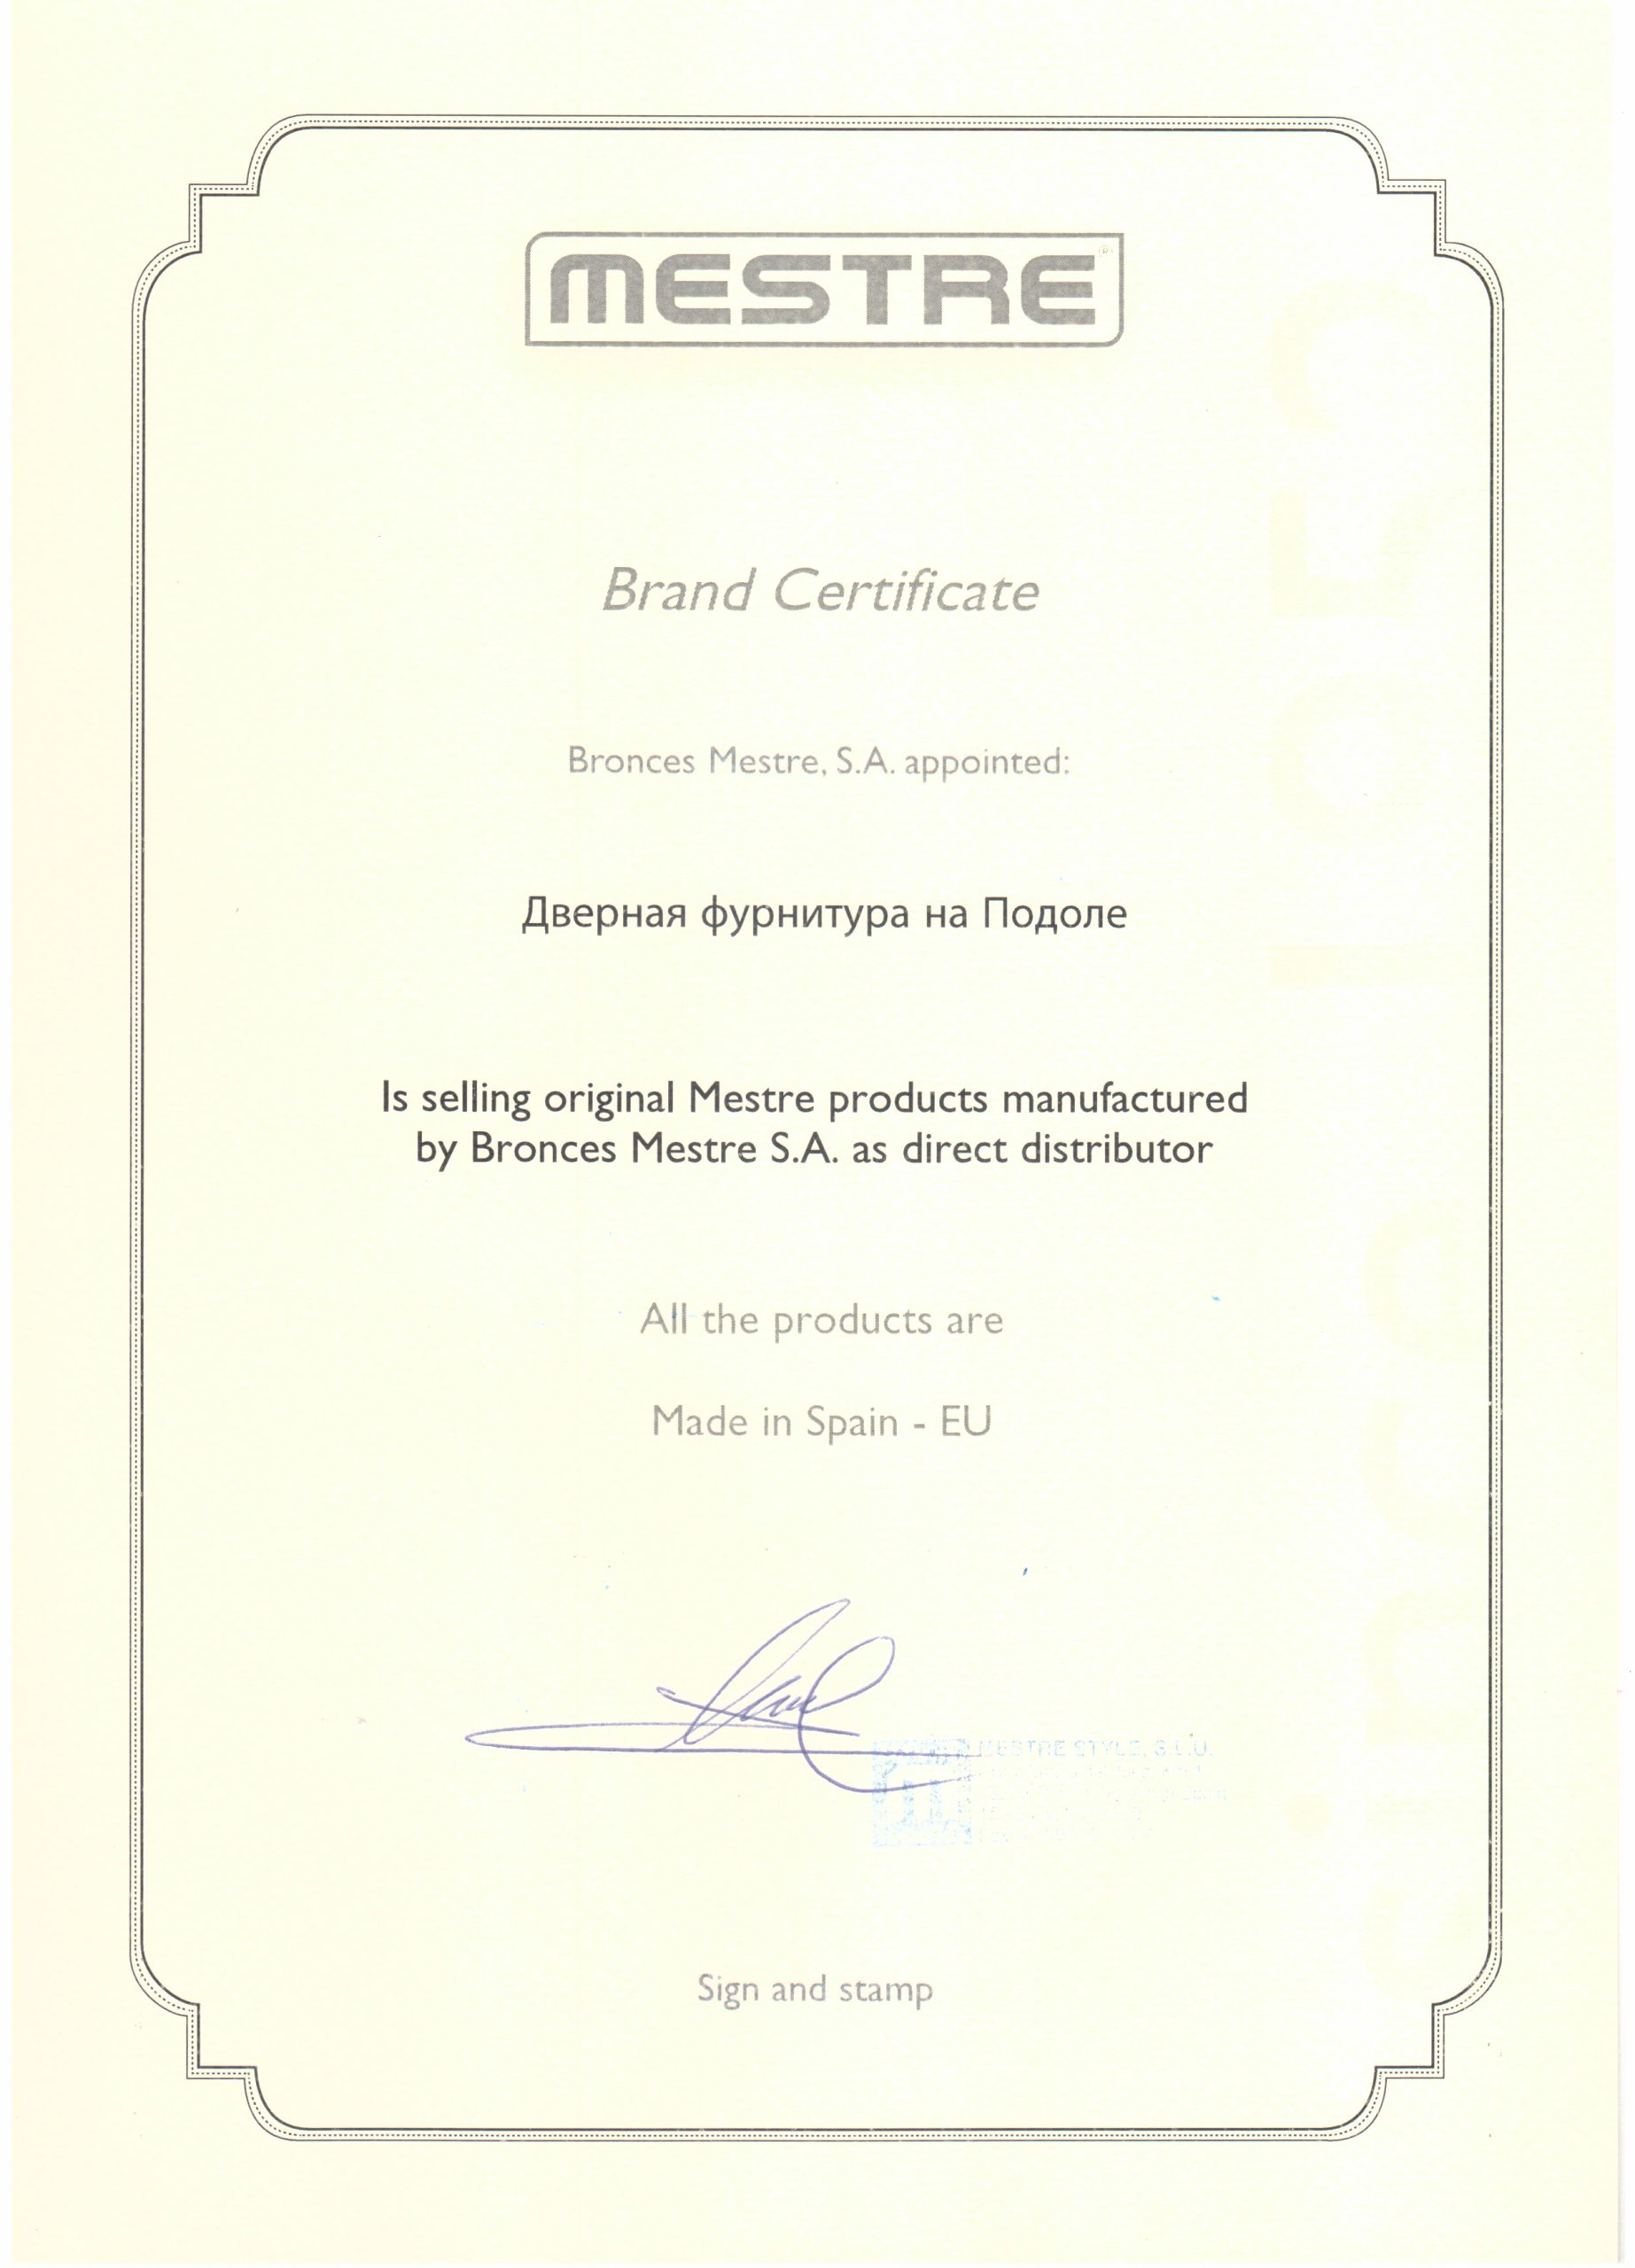 MESTRE®
Brand Certificate
Bronces Mestre, S.A. appointed:
Дверная фурнитура на Подоле
Is selling original Mestre products manufactured
by Bronces Mestre S.A. as direct distributor
All the products are
Made in Spain - EU
MESTRE STYLE, S.L.U.
Sign and stamp